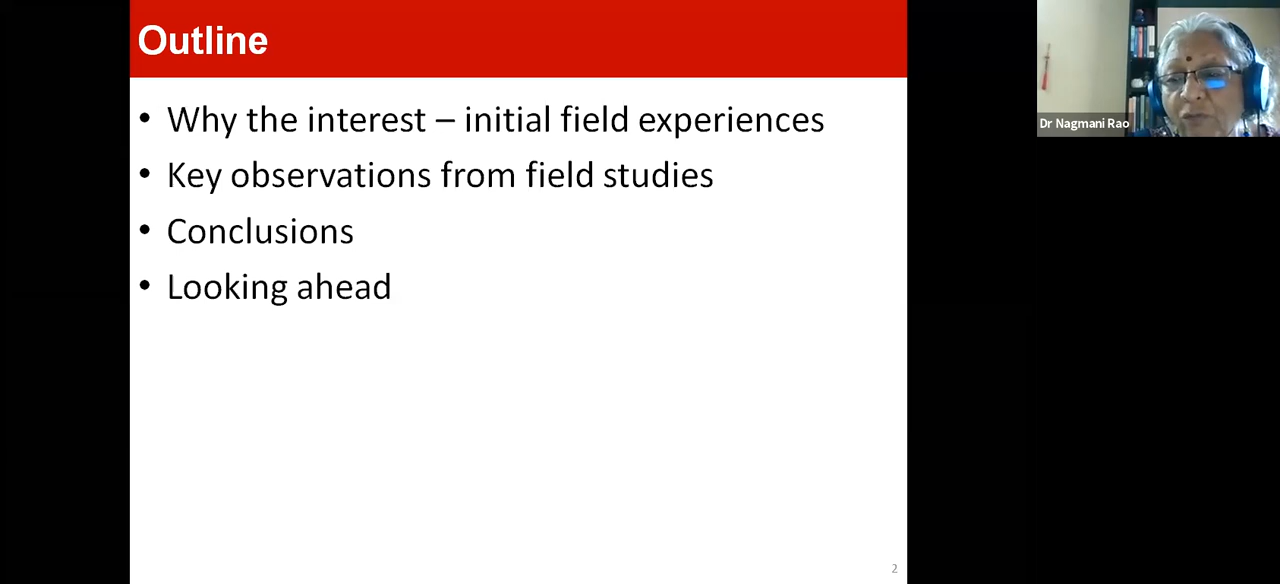 Outline
• Why the interest – initial field experiences
• Key observations from field studies
• Conclusions
• Looking ahead
2
Dr Nagmani Rao